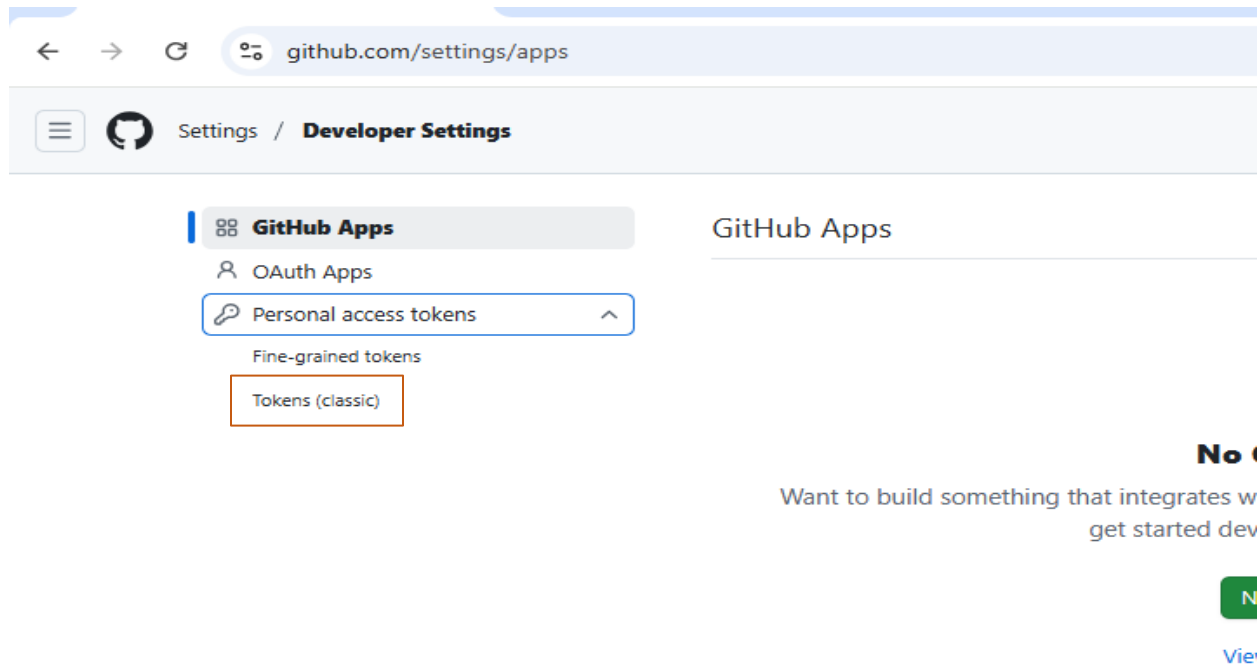 github.com/settings/apps
Settings / Developer Settings
GitHub Apps
OAuth Apps
Personal access tokens
Fine-grained tokens
Tokens (classic)
GitHub Apps
No
Want to build something that integrates
get started